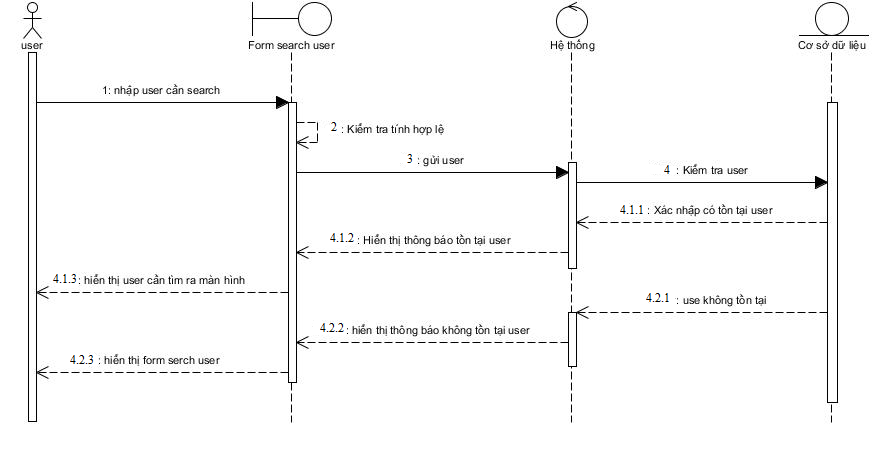 user
Form search user
Hệ thống
Cơ sở dữ liệu
1: nhập user cần search
2 : Kiểm tra tính hợp lệ
3 : gửi user
4 : Kiểm tra user
4.1.1 : Xác nhập có tồn tại user
4.1.2 : Hiển thị thông báo tồn tại user
4.1.3 : hiển thị user cần tìm ra màn hình
4.2.1 : use không tồn tại
4.2.2 : hiển thị thông báo không tồn tại user
4.2.3 : hiển thị form serch user